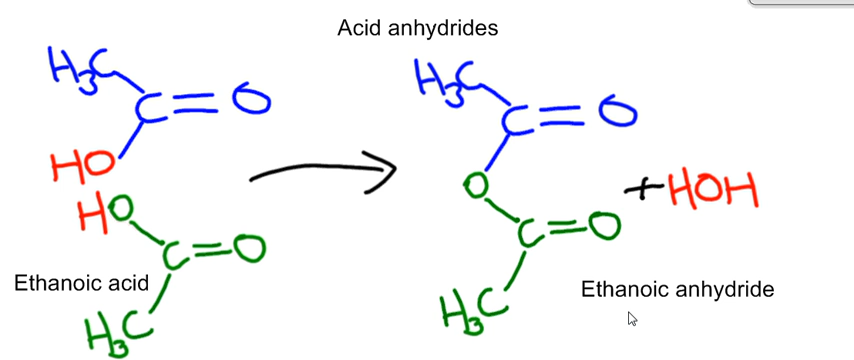 Acid anhydrides
H₃C
C=O
HO
HO
C=O
Ethanoic acid
H₃C
H₃C
C=O
O
+HOH
C=O
Ethanoic anhydride
H₃C